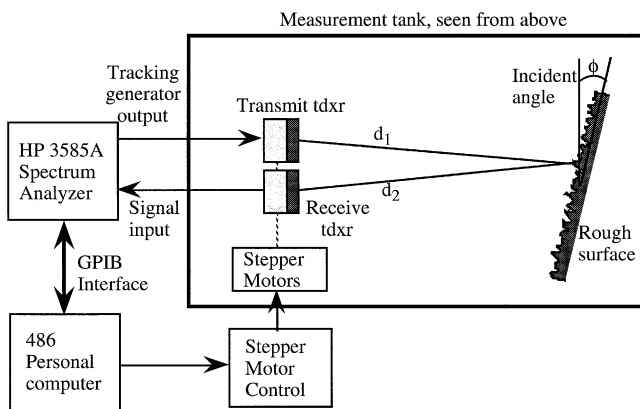 Measurement tank, seen from above
Tracking
generator
output
Transmit tdxr
Incident
angle
ϕ
d1
HP 3585A
Spectrum
Analyzer
d2
Signal
input
Receive
tdxr
Rough
surface
GPIB
Interface
Stepper
Motors
486
Personal
computer
Stepper
Motor
Control